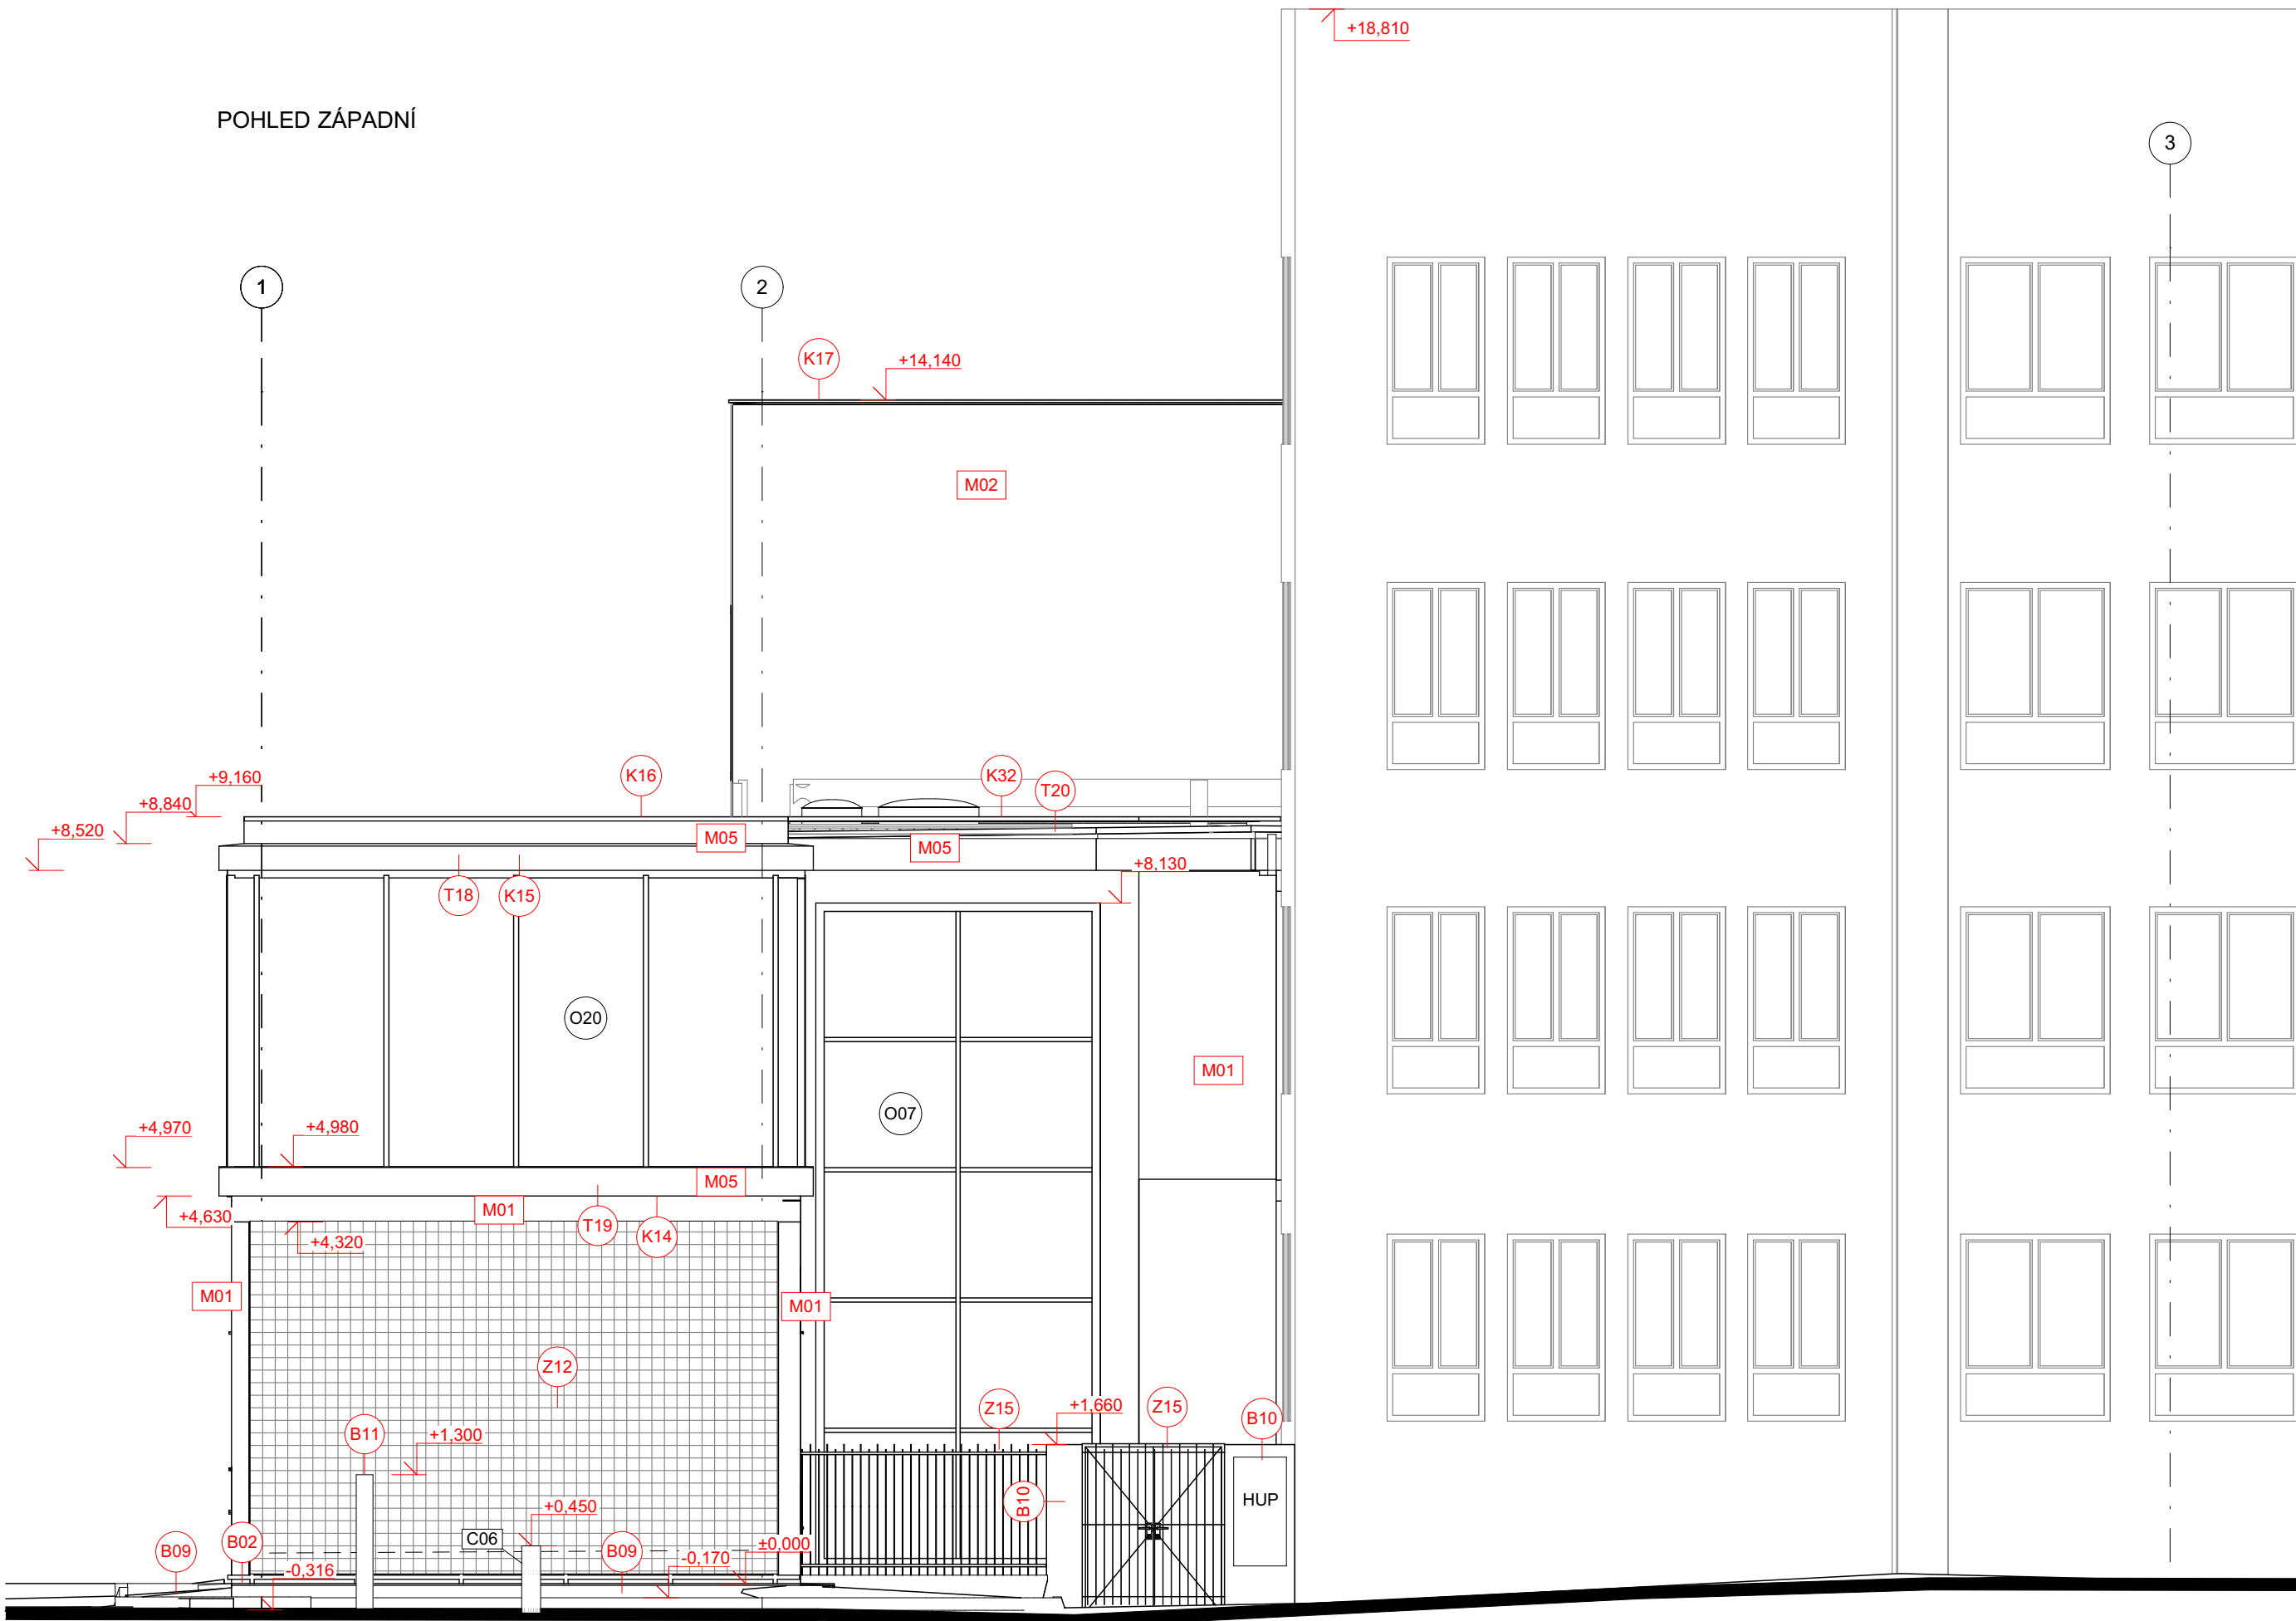 +18,810
POHLED ZÁPADNÍ
3
1
2
K17
+14,140
M02
+9,160
K16
K32
T20
+8,840
+8,520
M05
M05
+8,130
T18
K15
O20
M01
O07
+4,970
+4,980
M05
M01
+4,630
T19
K14
+4,320
M01
M01
Z12
+1,660
Z15
Z15
B10
B11
+1,300
B10
HUP
+0,450
C06
B02
B09
B09
±0,000
-0,170
-0,316